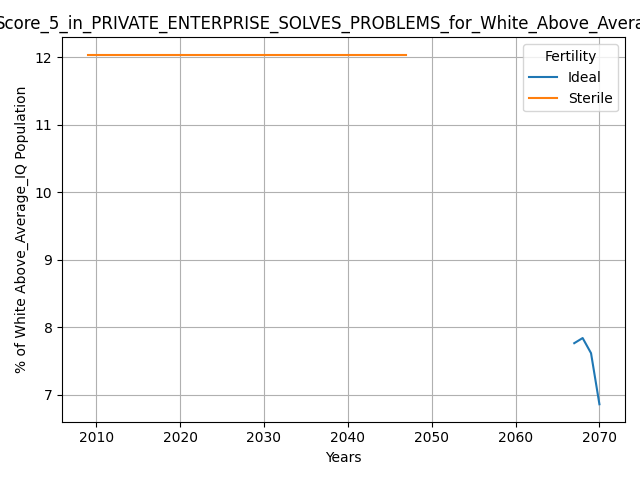 Score_5_in_PRIVATE_ENTERPRISE_SOLVES_PROBLEMS_for_White_Above_Avera
Fertility
Ideal
Sterile
% of White Above_Average_IQ Population
12
11
10
9
8
7
2010 2020 2030 2040 2050 2060 2070
Years